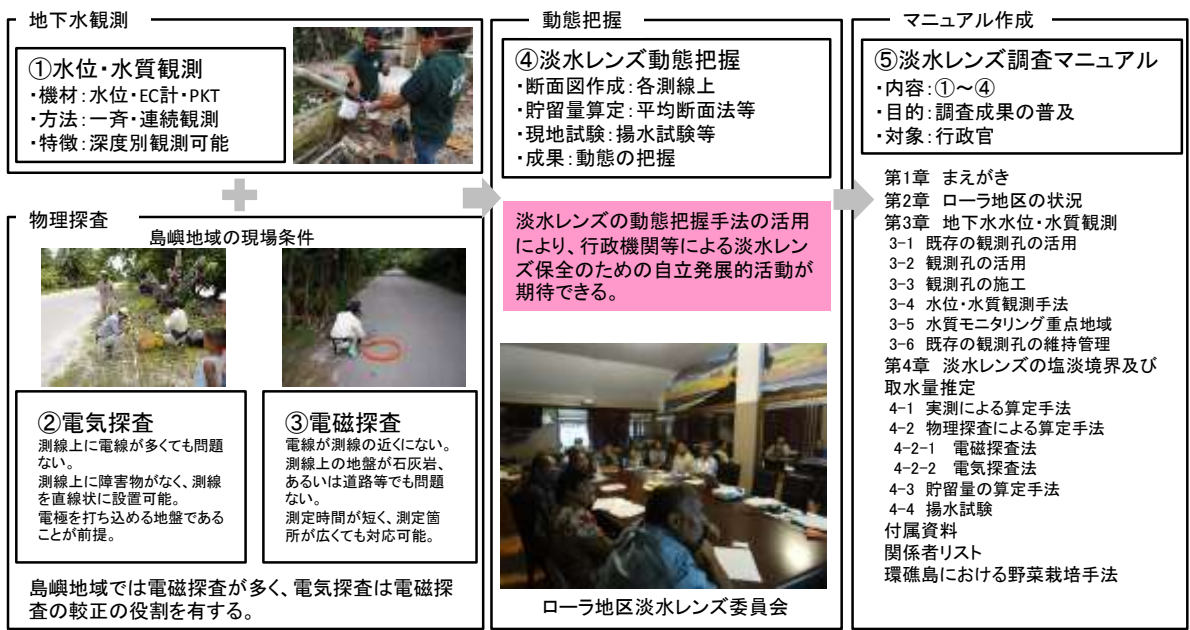 地下水観測
①水位・水質観測
・機材：水位・EC計・PKT
・方法：一斉・連続観測
・特徴：深度別観測可能
物理探査
島嶼地域の現場条件
②電気探査
測線上に電線が多くても問題
ない。
測線上に障害物がなく、測線
を直線状に設置可能。
電極を打ち込める地盤である
ことが前提。
③電磁探査
電線が測線の近くにない。
測線上の地盤が石灰岩、
あるいは道路等でも問題
ない。
測定時間が短く、測定箇
所が広くても対応可能。
島嶼地域では電磁探査が多く、電気探査は電磁探
査の較正の役割を有する。
動態把握
④淡水レンズ動態把握
・断面図作成：各測線上
・貯留量算定：平均断面法等
・現地試験：揚水試験等
・成果：動態の把握
淡水レンズの動態把握手法の活用
により、行政機関等による淡水レン
ズ保全のための自立発展的活動が
期待できる。
ローラ地区淡水レンズ委員会
マニュアル作成
⑤淡水レンズ調査マニュアル
・内容：①～④
・目的：調査成果の普及
・対象：行政官
第1章 まえがき
第2章 ローラ地区の状況
第3章 地下水水位・水質観測
3-1 既存の観測孔の活用
3-2 観測孔の活用
3-3 観測孔の施工
3-4 水位・水質観測手法
3-5 水質モニタリング重点地域
3-6 既存の観測孔の維持管理
第4章 淡水レンズの塩淡境界及び
取水量推定
4-1 実測による算定手法
4-2 物理探査による算定手法
4-2-1 電磁探査法
4-2-2 電気探査法
4-3 貯留量の算定手法
4-4 揚水試験
付属資料
関係者リスト
環礁島における野菜栽培手法